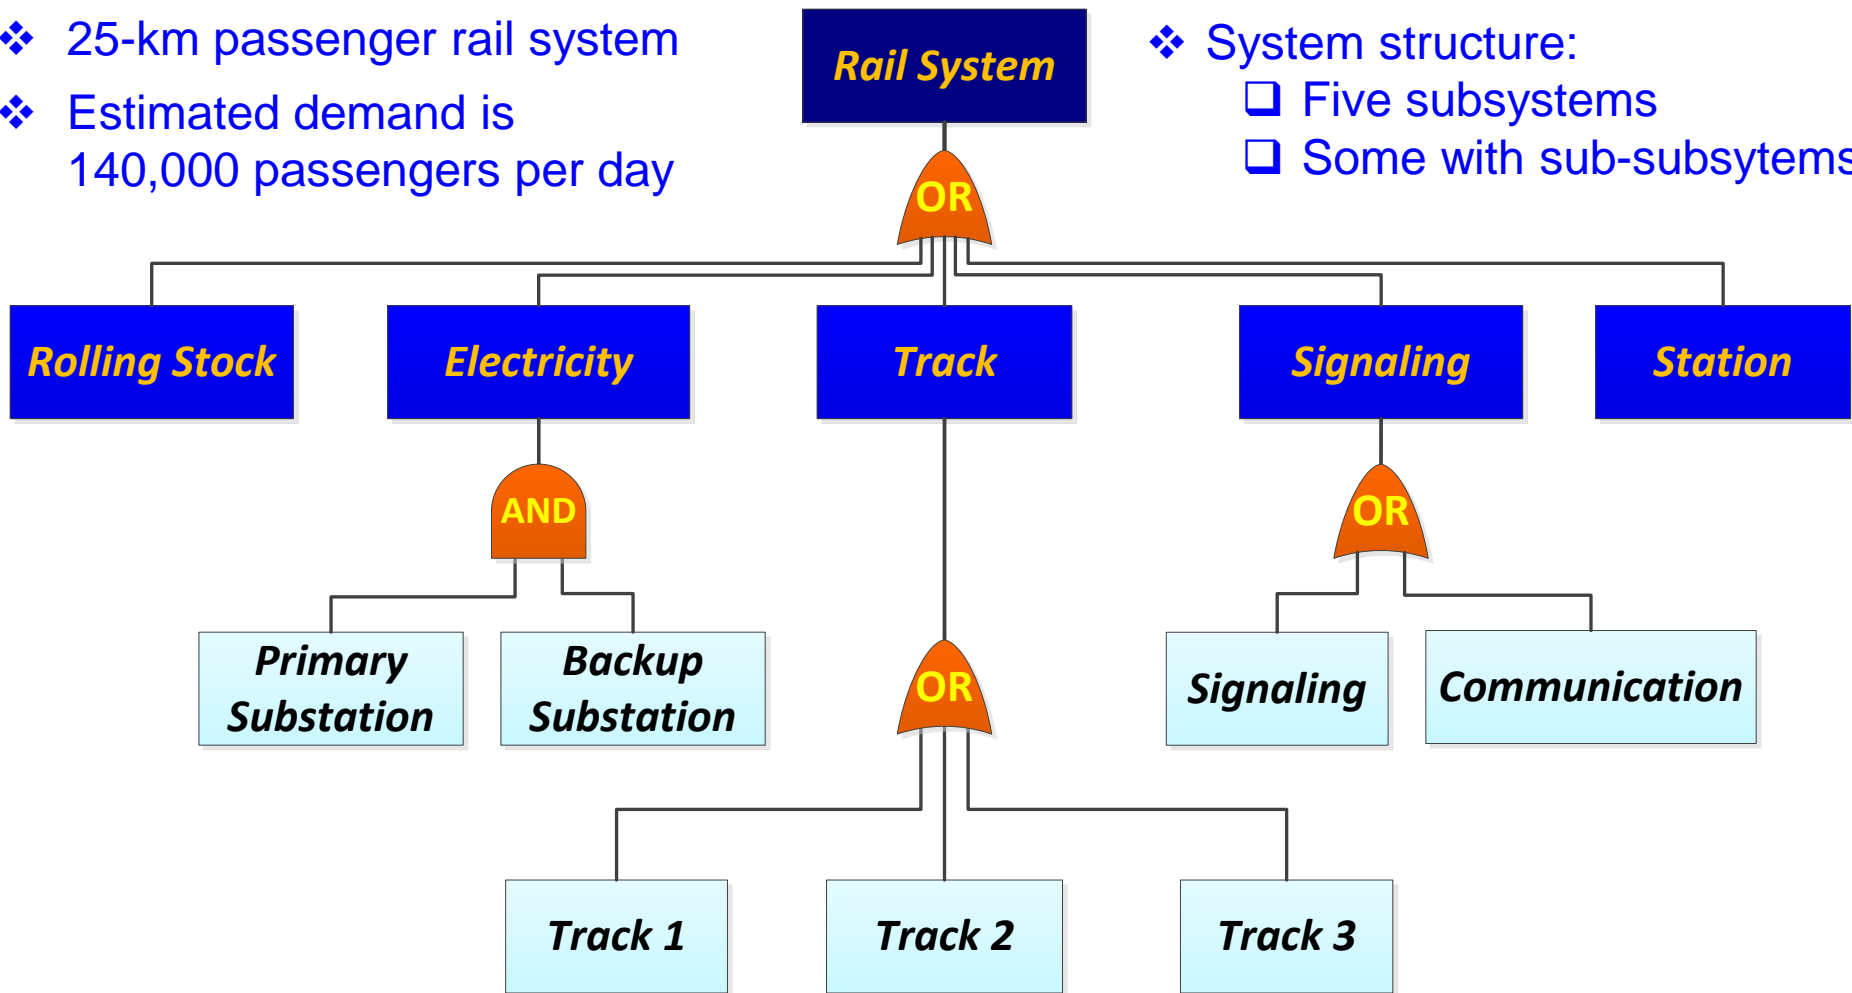 ❖ 25-km passenger rail system
❖ Estimated demand is
140,000 passengers per day
Rail System
❖ System structure:
❑ Five subsystems
❑ Some with sub-subsytems
OR
Rolling Stock
Electricity
Track
Signaling
Station
AND
OR
Primary
Substation
Backup
Substation
OR
Signaling
Communication
Track 1
Track 2
Track 3